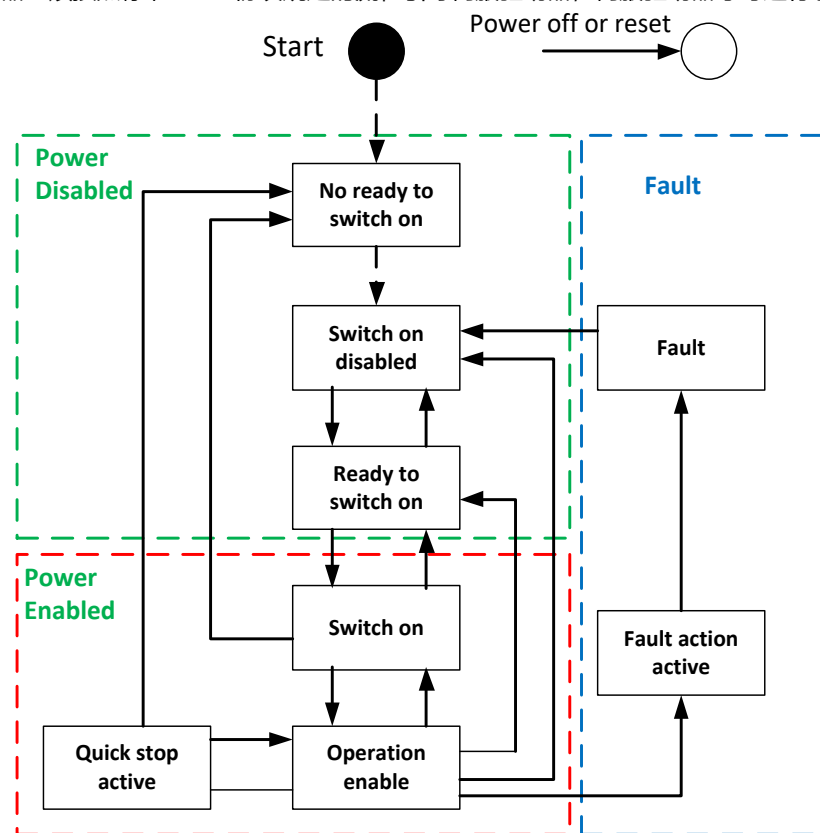 Power off or reset
Start
Power
Disabled
No ready to
switch on
Fault
Switch on
disabled
Fault
Ready to
switch on
Power
Enabled
Switch on
Fault action
active
Quick stop
active
Operation
enable